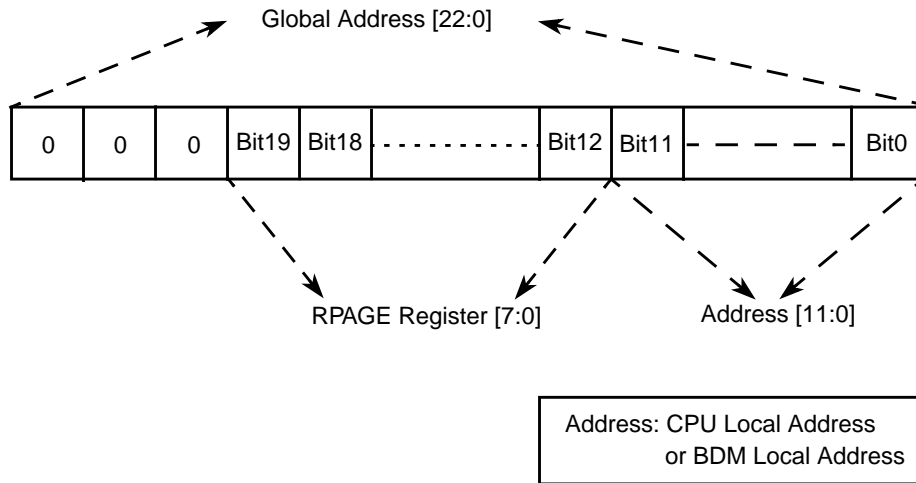 Global Address [22:0]
0 0 0 Bit19 Bit18 Bit12 Bit11 Bit0
RPAGE Register [7:0] Address [11:0]
Address: CPU Local Address
or BDM Local Address